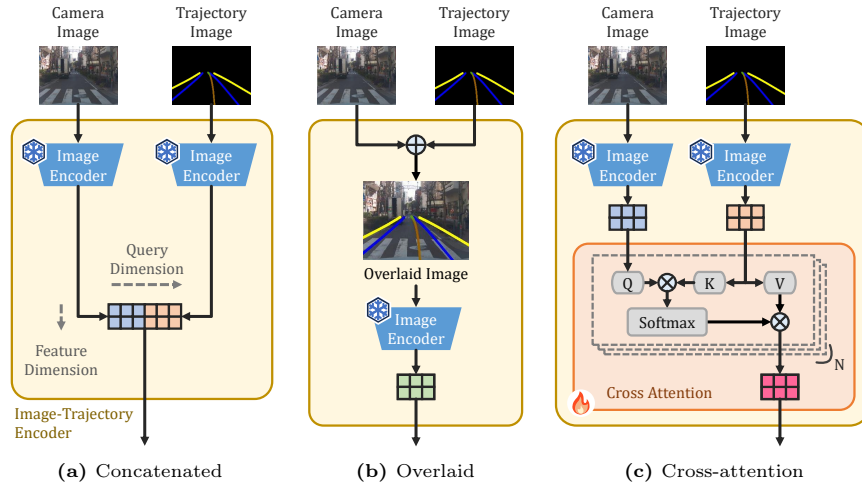 Camera
Image
Trajectory
Image
Image
Encoder
Image
Encoder
Query
Dimension
Feature
Dimension
Image-Trajectory
Encoder
(a) Concatenated
Camera
Image
Trajectory
Image
Overlaid Image
Image
Encoder
(b) Overlaid
Camera
Image
Trajectory
Image
Image
Encoder
Image
Encoder
Q
K
V
Softmax
N
Cross Attention
(c) Cross-attention